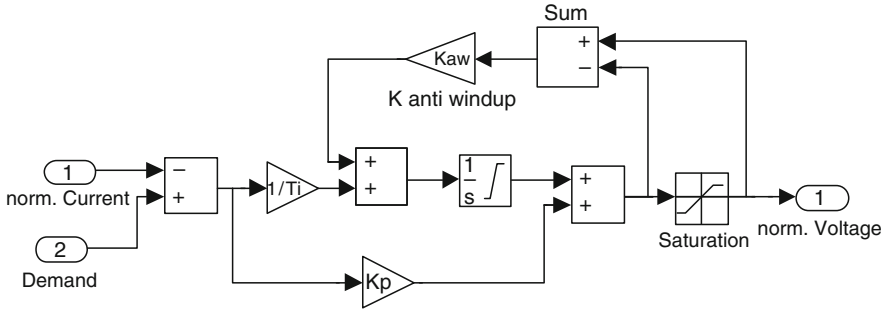 Sum
+
−
Kaw
K anti windup
1
norm. Current
2
Demand
−
+
1/Ti
+
+
1
s
+
+
Kp
Saturation
1
norm. Voltage